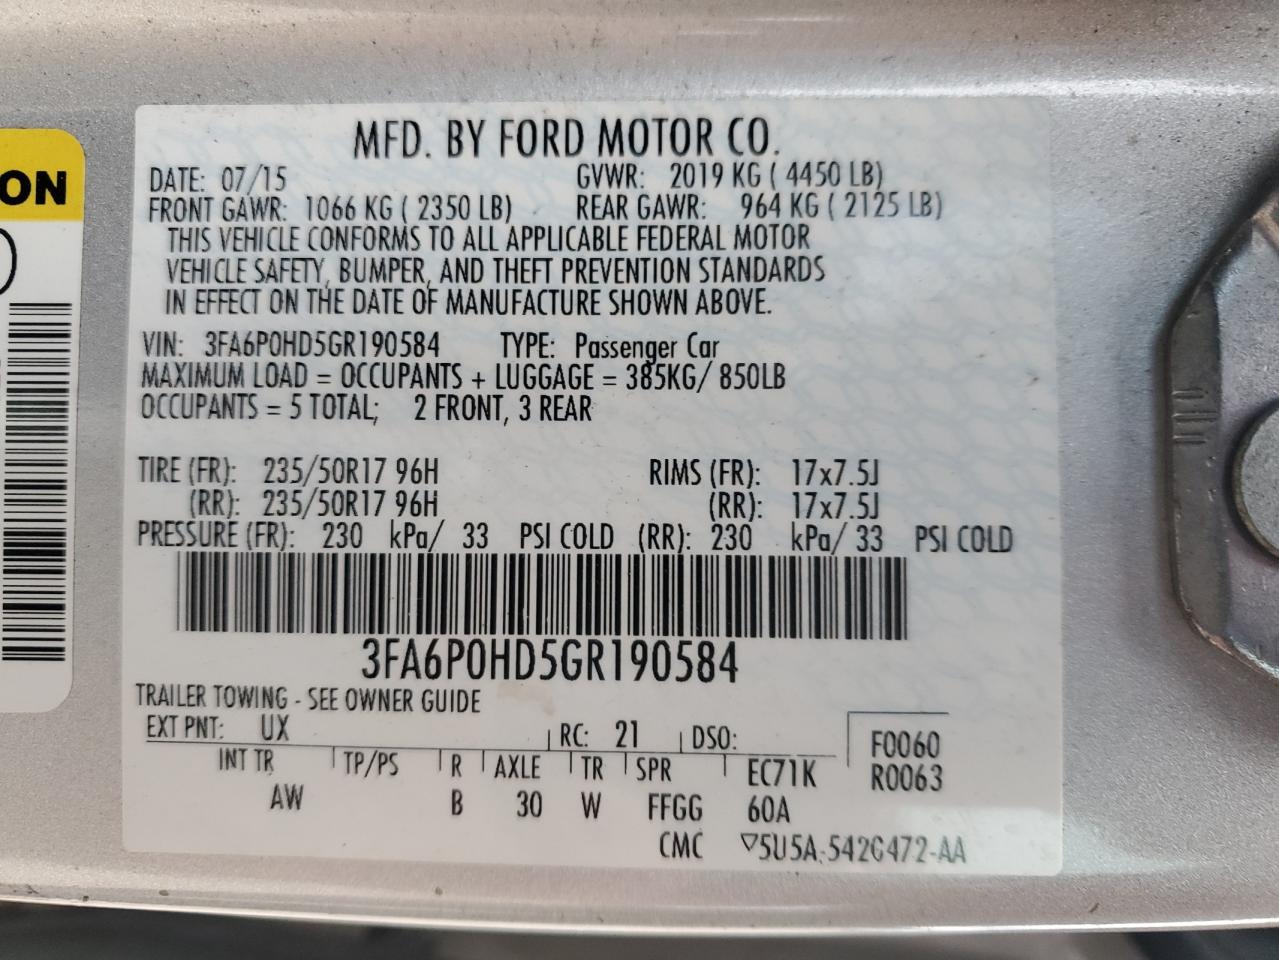 ON
MFD. BY FORD MOTOR CO.
DATE: 07/15 GVWR: 2019 KG ( 4450 LB)
FRONT GAWR: 1066 KG ( 2350 LB) REAR GAWR: 964 KG ( 2125 LB)
THIS VEHICLE CONFORMS TO ALL APPLICABLE FEDERAL MOTOR
VEHICLE SAFETY, BUMPER, AND THEFT PREVENTION STANDARDS
IN EFFECT ON THE DATE OF MANUFACTURE SHOWN ABOVE.
VIN: 3FA6P0HD5GR190584 TYPE: Passenger Car
MAXIMUM LOAD = OCCUPANTS + LUGGAGE = 385KG/ 850LB
OCCUPANTS = 5 TOTAL; 2 FRONT, 3 REAR
TIRE (FR): 235/50R17 96H RIMS (FR): 17x7.5J
(RR): 235/50R17 96H (RR): 17x7.5J
PRESSURE (FR): 230 kPa/ 33 PSI COLD (RR): 230 kPa/ 33 PSI COLD
3FA6P0HD5GR190584
TRAILER TOWING - SEE OWNER GUIDE
EXT PNT: UX RC: 21 DSO: F0060
INT TR TP/PS R AXLE TR SPR EC71K R0063
AW B 30 W FFGG 60A
CMC ▽5U5A-542G472-AA